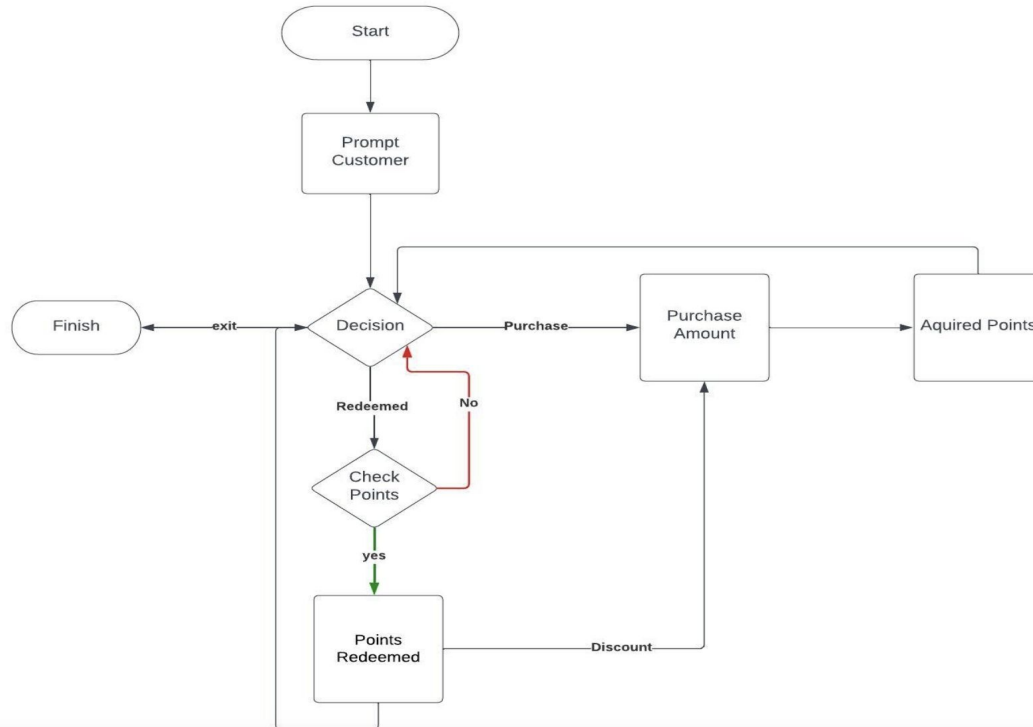 Start
Prompt
Customer
Finish
exit
Decision
Purchase
Purchase
Amount
Aquired Points
Redeemed
No
Check
Points
yes
Points
Redeemed
Discount